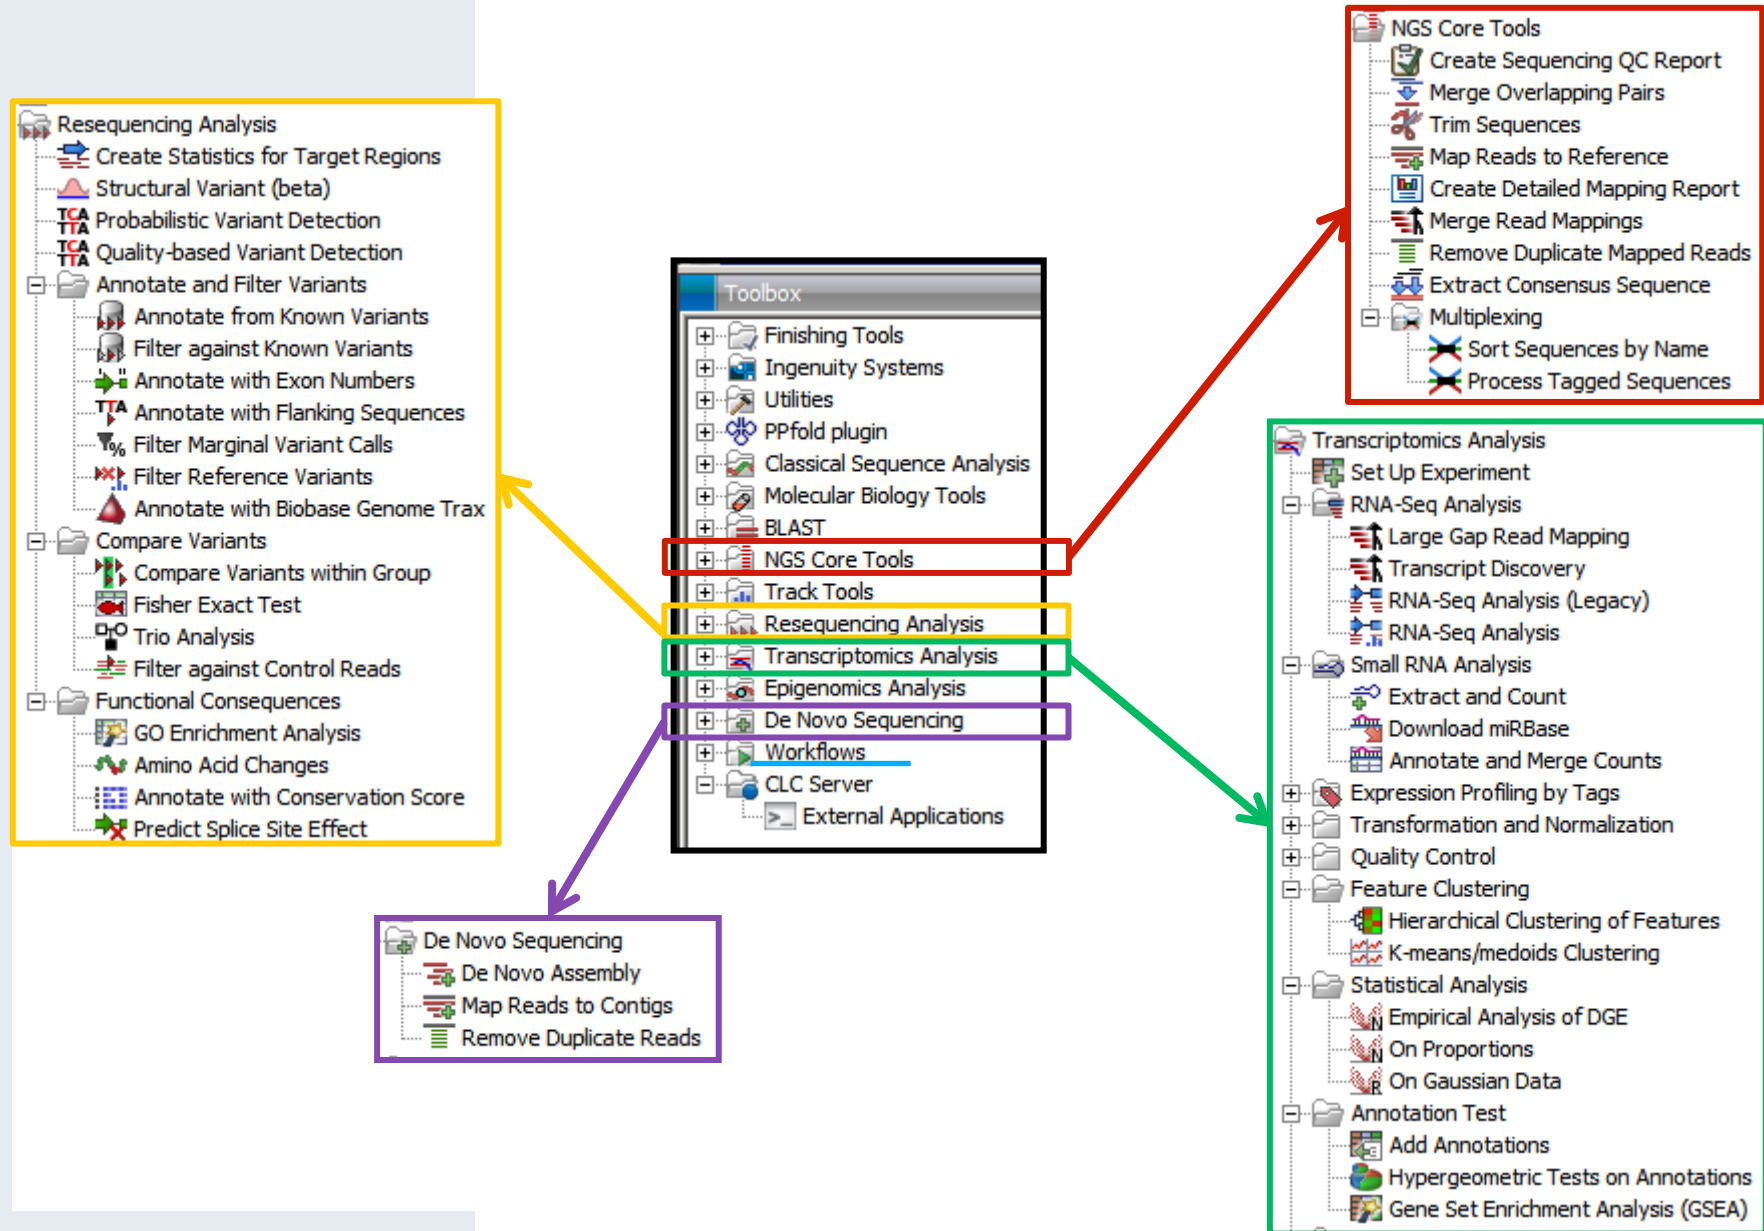 Resequencing Analysis
Create Statistics for Target Regions
Structural Variant (beta)
Probabilistic Variant Detection
Quality-based Variant Detection
Annotate and Filter Variants
Annotate from Known Variants
Filter against Known Variants
Annotate with Exon Numbers
Annotate with Flanking Sequences
Filter Marginal Variant Calls
Filter Reference Variants
Annotate with Biobase Genome Trax
Compare Variants
Compare Variants within Group
Fisher Exact Test
Trio Analysis
Filter against Control Reads
Functional Consequences
GO Enrichment Analysis
Amino Acid Changes
Annotate with Conservation Score
Predict Splice Site Effect
Toolbox
Finishing Tools
Ingenuity Systems
Utilities
PPfold plugin
Classical Sequence Analysis
Molecular Biology Tools
BLAST
NGS Core Tools
Track Tools
Resequencing Analysis
Transcriptomics Analysis
Epigenomics Analysis
De Novo Sequencing
Workflows
CLC Server
External Applications
De Novo Sequencing
De Novo Assembly
Map Reads to Contigs
Remove Duplicate Reads
NGS Core Tools
Create Sequencing QC Report
Merge Overlapping Pairs
Trim Sequences
Map Reads to Reference
Create Detailed Mapping Report
Merge Read Mappings
Remove Duplicate Mapped Reads
Extract Consensus Sequence
Multiplexing
Sort Sequences by Name
Process Tagged Sequences
Transcriptomics Analysis
Set Up Experiment
RNA-Seq Analysis
Large Gap Read Mapping
Transcript Discovery
RNA-Seq Analysis (Legacy)
RNA-Seq Analysis
Small RNA Analysis
Extract and Count
Download miRBase
Annotate and Merge Counts
Expression Profiling by Tags
Transformation and Normalization
Quality Control
Feature Clustering
Hierarchical Clustering of Features
K-means/medoids Clustering
Statistical Analysis
Empirical Analysis of DGE
On Proportions
On Gaussian Data
Annotation Test
Add Annotations
Hypergeometric Tests on Annotations
Gene Set Enrichment Analysis (GSEA)